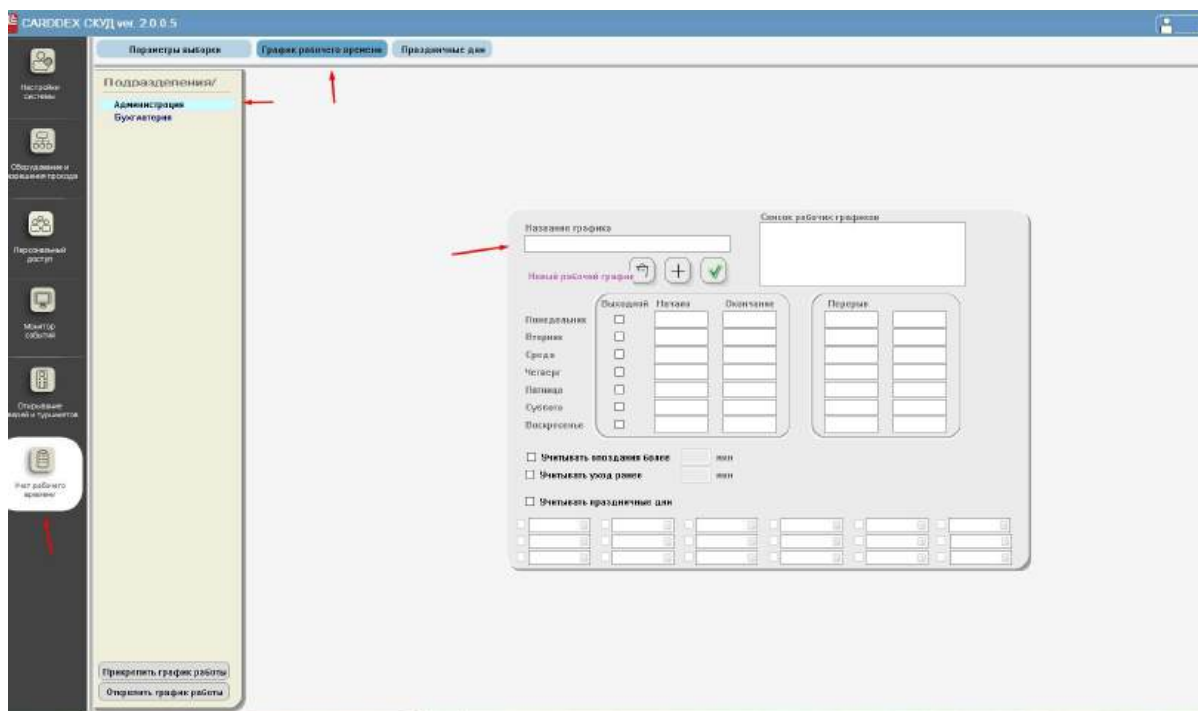 CARDDEX СКУД ver. 2.0.0.5
Параметры выборки
График рабочего времени
Праздничные дни
Настройки
системы
Оборудование и
прохода
Персональный
доступ
Монитор
событий
Открывание
и турникетов
Учет рабочего
времени
Подразделения/
Администрация
Бухгалтерия
Прикрепить график работы
Открепить график работы
Название графика
Новый рабочий график
Список рабочих графиков
Выходной Начало Окончание Перерыв
Понедельник
Вторник
Среда
Четверг
Пятница
Суббота
Воскресенье
Учитывать опоздания более мин
Учитывать уход ранее мин
Учитывать праздничные дни